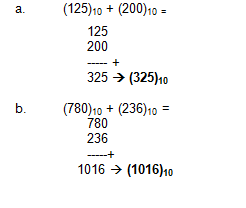 a. (125)10 + (200)10 =
125
200
----- +
325 → (325)10
b. (780)10 + (236)10 =
780
236
-----+
1016 → (1016)10